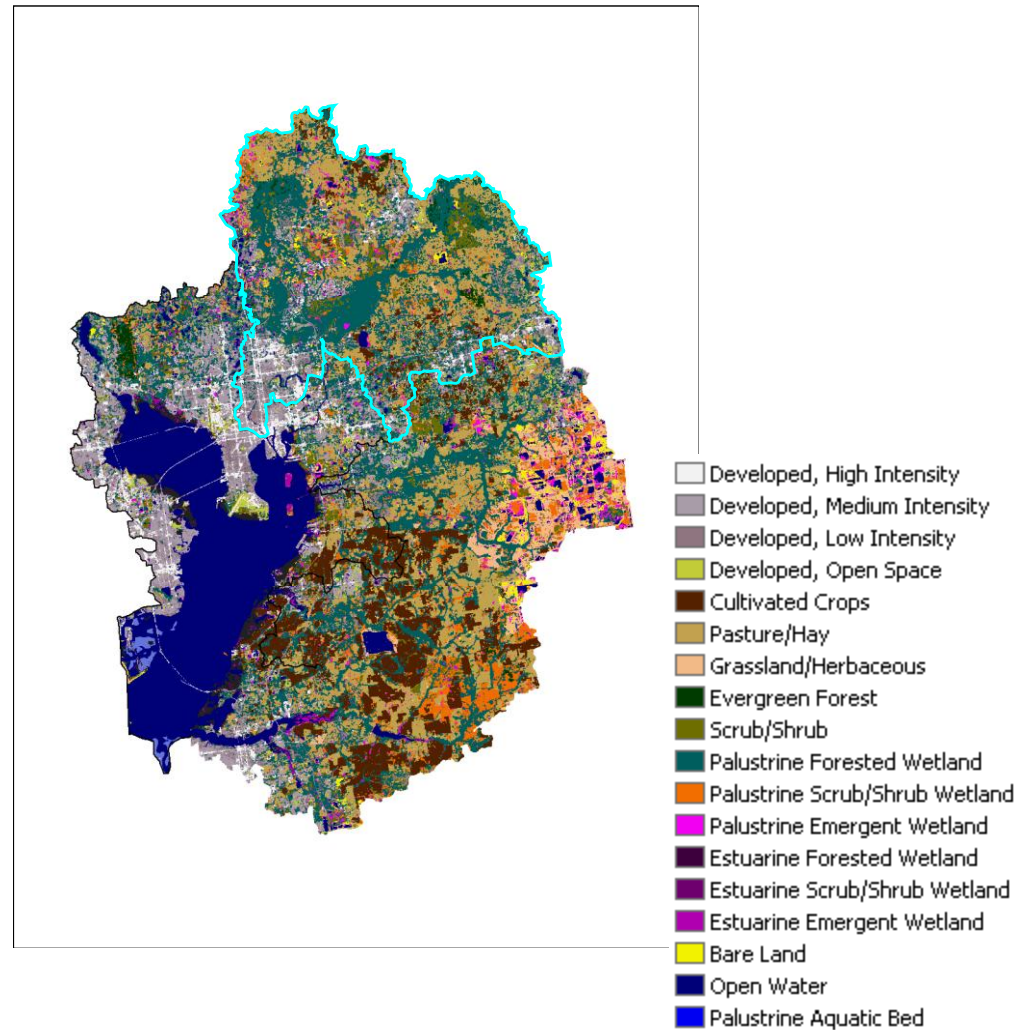 Developed, High Intensity
Developed, Medium Intensity
Developed, Low Intensity
Developed, Open Space
Cultivated Crops
Pasture/Hay
Grassland/Herbaceous
Evergreen Forest
Scrub/Shrub
Palustrine Forested Wetland
Palustrine Scrub/Shrub Wetland
Palustrine Emergent Wetland
Estuarine Forested Wetland
Estuarine Scrub/Shrub Wetland
Estuarine Emergent Wetland
Bare Land
Open Water
Palustrine Aquatic Bed